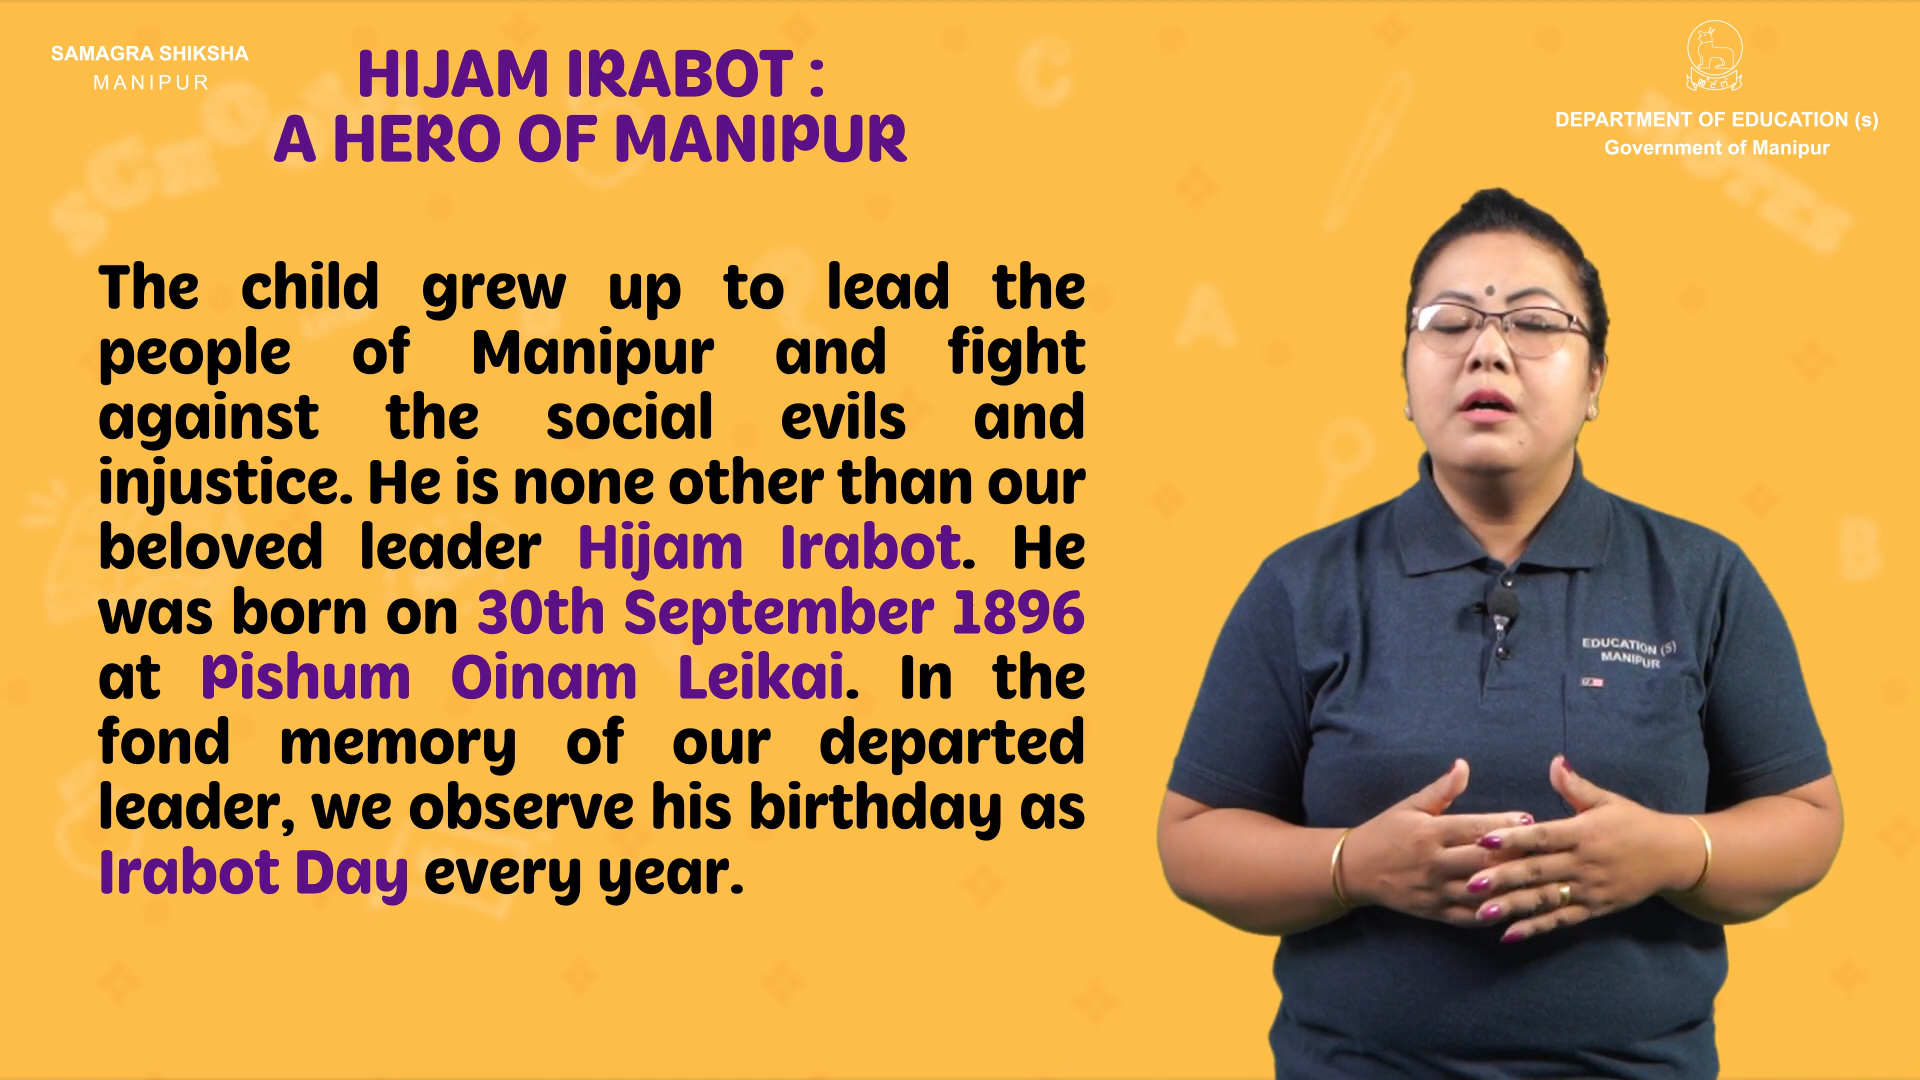 SAMAGRA SHIKSHA
MANIPUR
HIJAM IRABOT :
A HERO OF MANIPUR
DEPARTMENT OF EDUCATION (s)
Government of Manipur
The child grew up to lead the
people of Manipur and fight
against the social evils and
injustice. He is none other than our
beloved leader Hijam Irabot. He
was born on 30th September 1896
at Pishum Oinam Leikai. In the
fond memory of our departed
leader, we observe his birthday as
Irabot Day every year.
EDUCATION (S)
MANIPUR
SCHOOL
NOTES
C
A
B